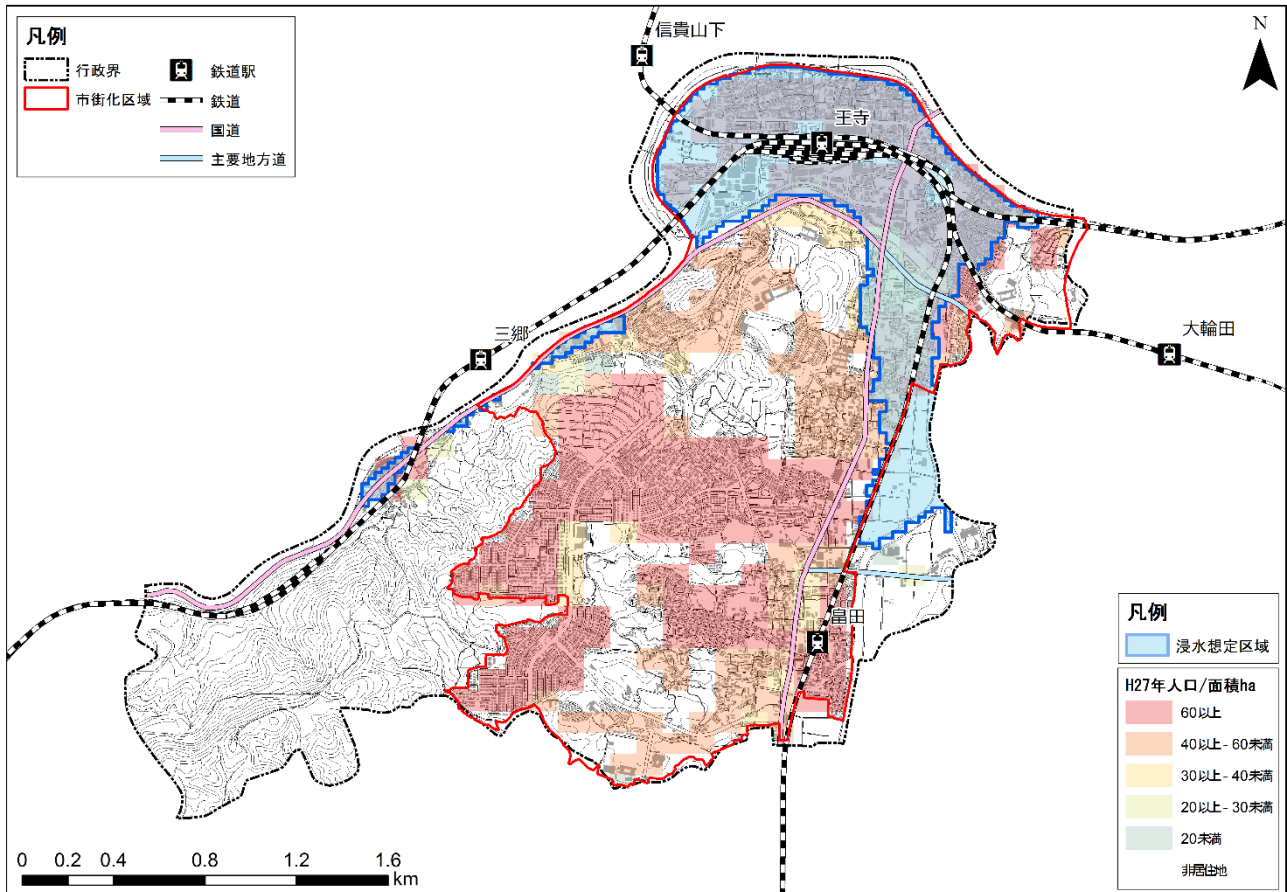 凡例
行政界
鉄道駅
市街化区域
鉄道
国道
主要地方道
信貴山下
N
王寺
三郷
大輪田
畠田
凡例
浸水想定区域
H27年人口/面積ha
60以上
40以上-60未満
30以上-40未満
20以上-30未満
20未満
非居住地
0 0.2 0.4 0.8 1.2 1.6
km